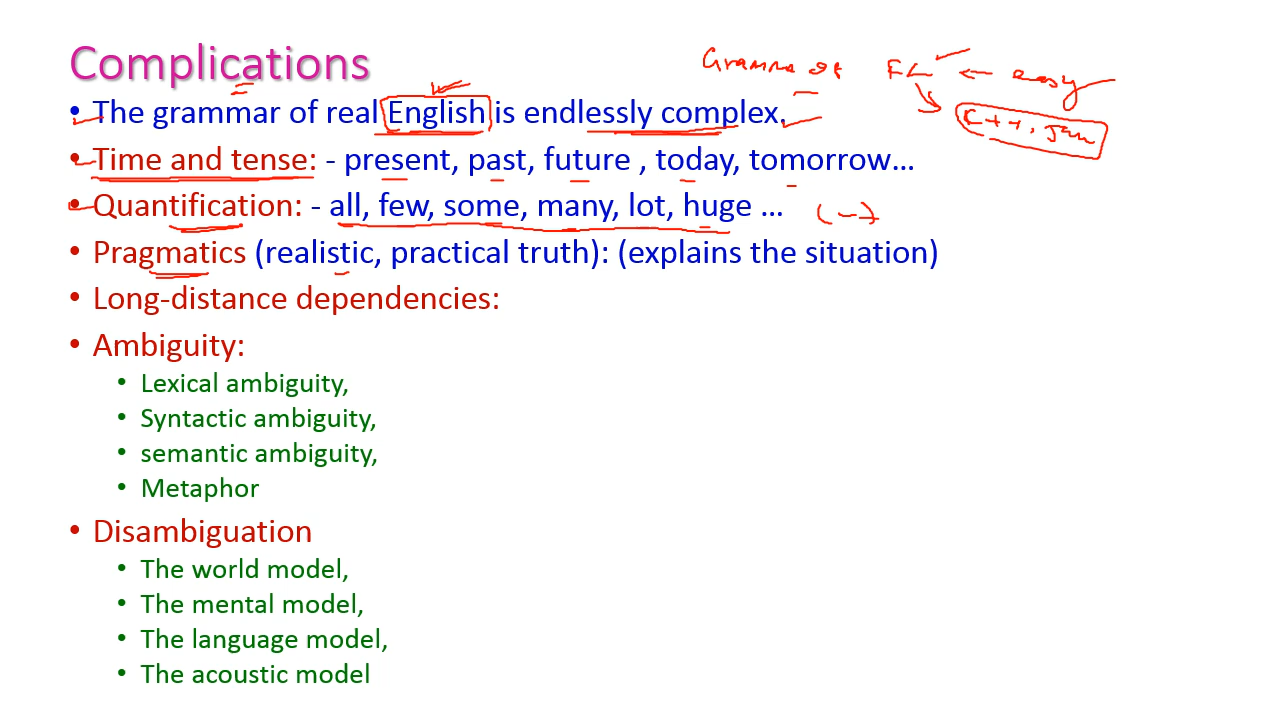 Complications
Grammar of FL ← easy
• The grammar of real English is endlessly complex.
C++, Java
• Time and tense: - present, past, future , today, tomorrow...
• Quantification: - all, few, some, many, lot, huge ...
• Pragmatics (realistic, practical truth): (explains the situation)
• Long-distance dependencies:
• Ambiguity:
• Lexical ambiguity,
• Syntactic ambiguity,
• semantic ambiguity,
• Metaphor
• Disambiguation
• The world model,
• The mental model,
• The language model,
• The acoustic model